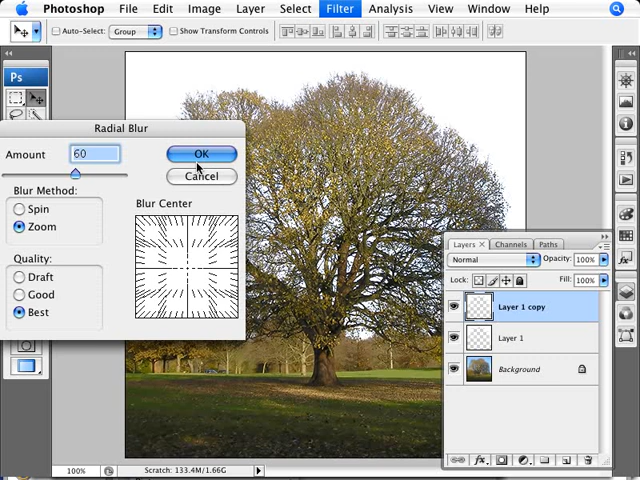 Photoshop File Edit Image Layer Select Filter Analysis View Window Help
Auto-Select: Group Show Transform Controls
Ps
Radial Blur
Amount 60 OK
Cancel
Blur Method:
Spin
Zoom
Blur Center
Quality:
Draft
Good
Best
Layers x Channels Paths
Normal Opacity: 100%
Lock: Fill: 100%
Layer 1 copy
Layer 1
Background
100% Scratch: 133.4M/1.66G